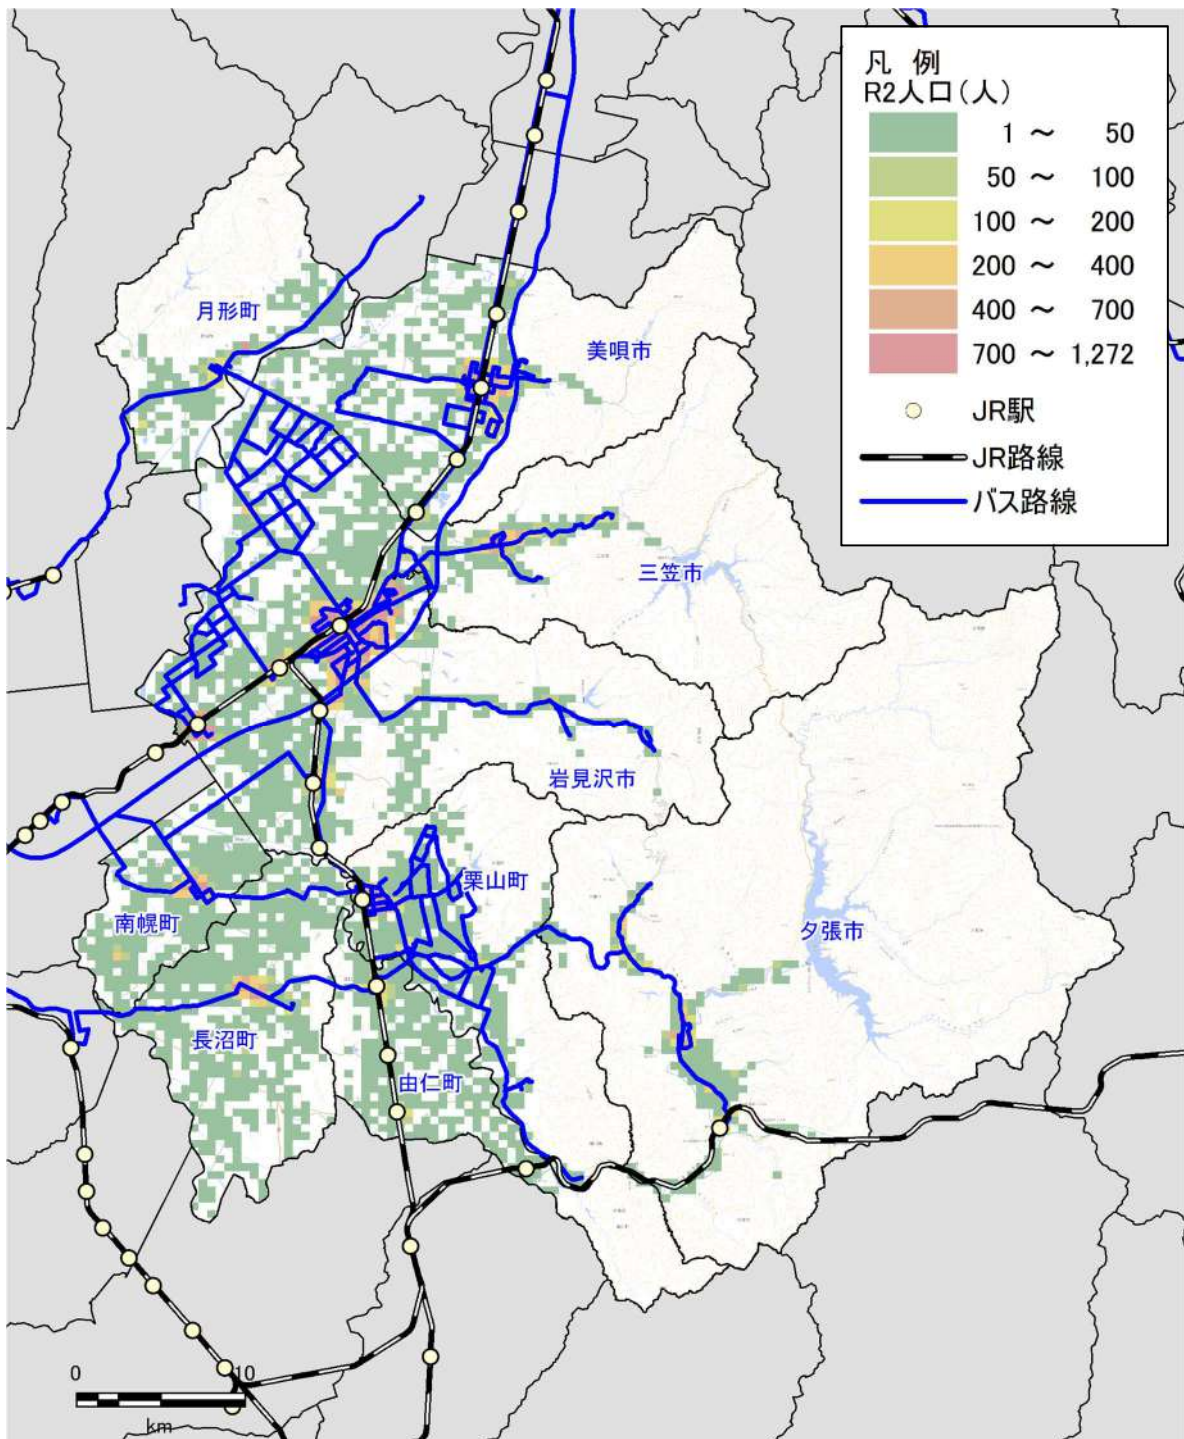 凡 例
R2人口(人)
1 ～ 50
50 ～ 100
100 ～ 200
200 ～ 400
400 ～ 700
700 ～ 1,272
JR駅
JR路線
バス路線
月形町
美唄市
三笠市
岩見沢市
栗山町
南幌町
夕張市
長沼町
由仁町
0 10
km